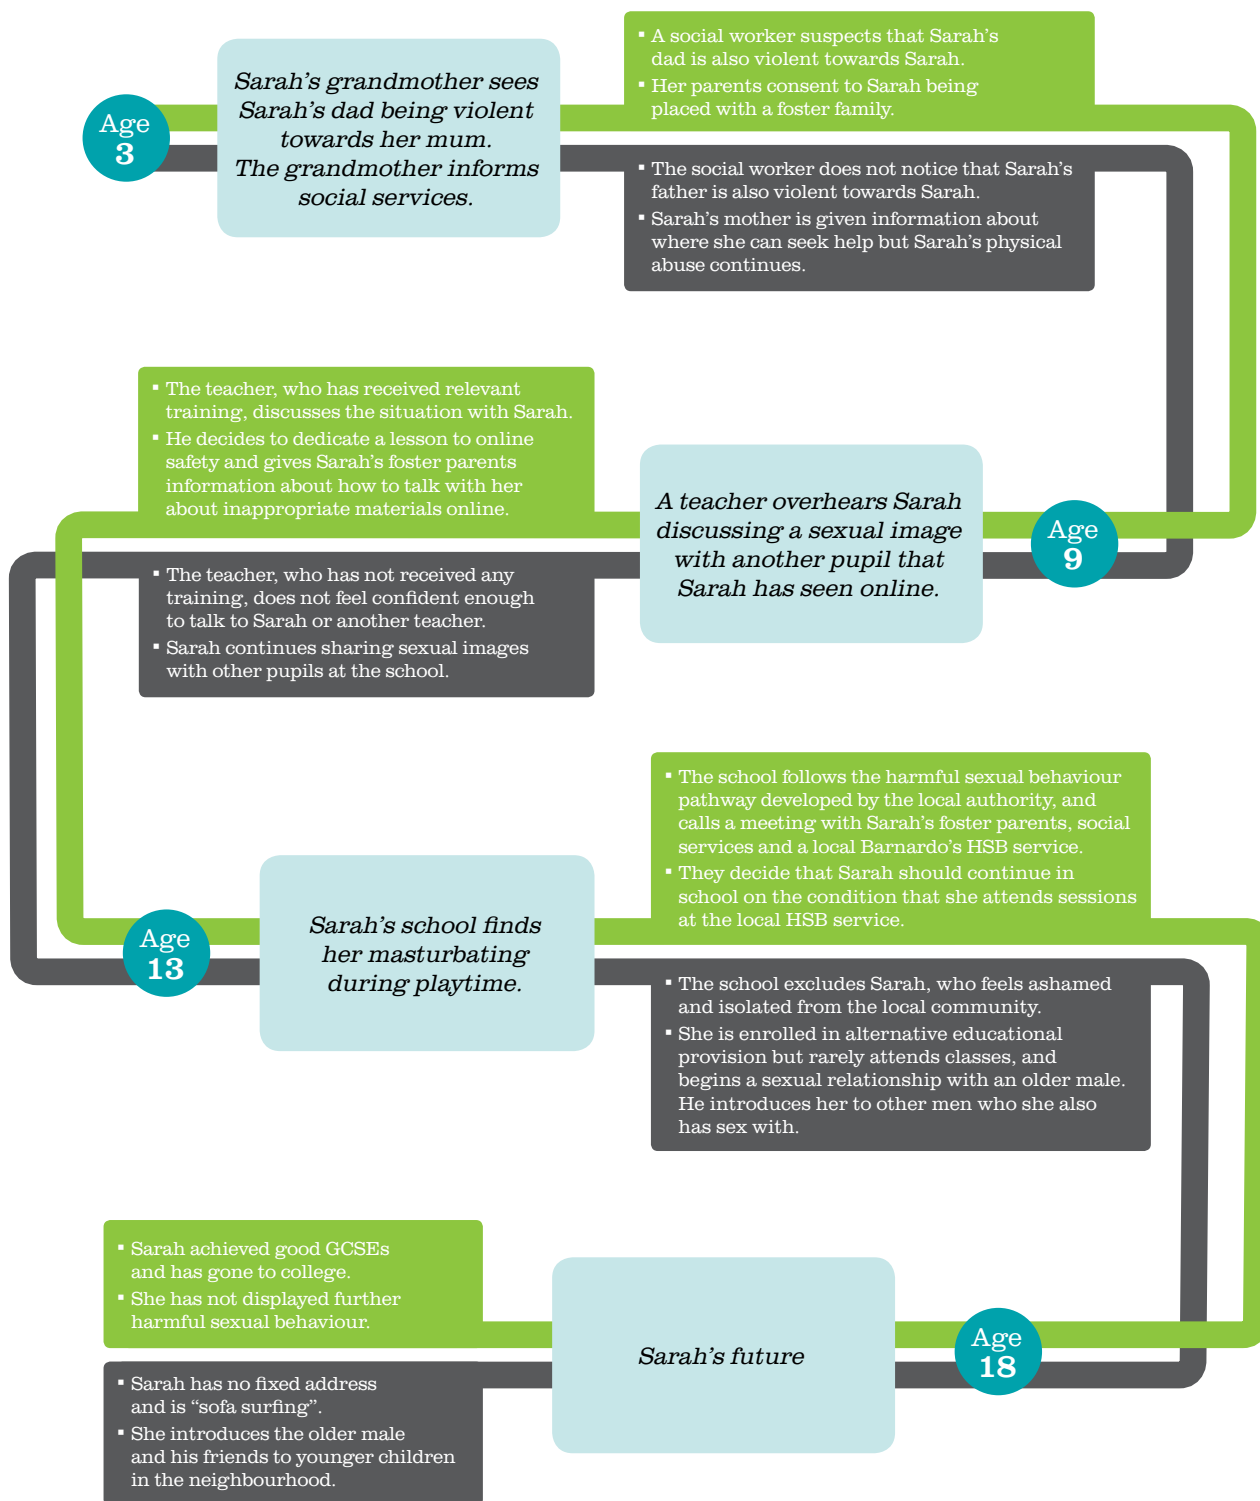 Age
3
Sarah's grandmother sees
Sarah's dad being violent
towards her mum.
The grandmother informs
social services.
▪ A social worker suspects that Sarah's
dad is also violent towards Sarah.
▪ Her parents consent to Sarah being
placed with a foster family.
▪ The social worker does not notice that Sarah's
father is also violent towards Sarah.
▪ Sarah's mother is given information about
where she can seek help but Sarah's physical
abuse continues.
Age
9
A teacher overhears Sarah
discussing a sexual image
with another pupil that
Sarah has seen online.
▪ The teacher, who has received relevant
training, discusses the situation with Sarah.
▪ He decides to dedicate a lesson to online
safety and gives Sarah's foster parents
information about how to talk with her
about inappropriate materials online.
▪ The teacher, who has not received any
training, does not feel confident enough
to talk to Sarah or another teacher.
▪ Sarah continues sharing sexual images
with other pupils at the school.
Age
13
Sarah's school finds
her masturbating
during playtime.
▪ The school follows the harmful sexual behaviour
pathway developed by the local authority, and
calls a meeting with Sarah's foster parents, social
services and a local Barnardo's HSB service.
▪ They decide that Sarah should continue in
school on the condition that she attends sessions
at the local HSB service.
▪ The school excludes Sarah, who feels ashamed
and isolated from the local community.
▪ She is enrolled in alternative educational
provision but rarely attends classes, and
begins a sexual relationship with an older male.
He introduces her to other men who she also
has sex with.
Age
18
Sarah's future
▪ Sarah achieved good GCSEs
and has gone to college.
▪ She has not displayed further
harmful sexual behaviour.
▪ Sarah has no fixed address
and is "sofa surfing".
▪ She introduces the older male
and his friends to younger children
in the neighbourhood.